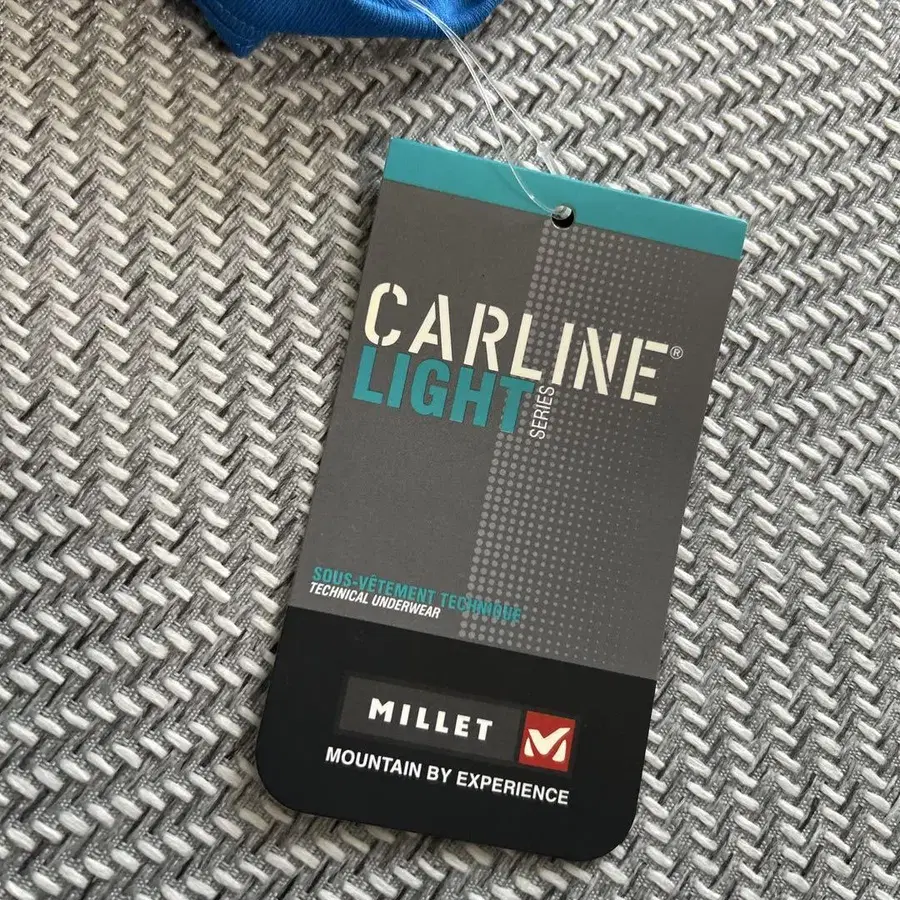 CARLINE®
LIGHT SERIES
SOUS-VÊTEMENT TECHNIQUE
TECHNICAL UNDERWEAR
MILLET
MOUNTAIN BY EXPERIENCE